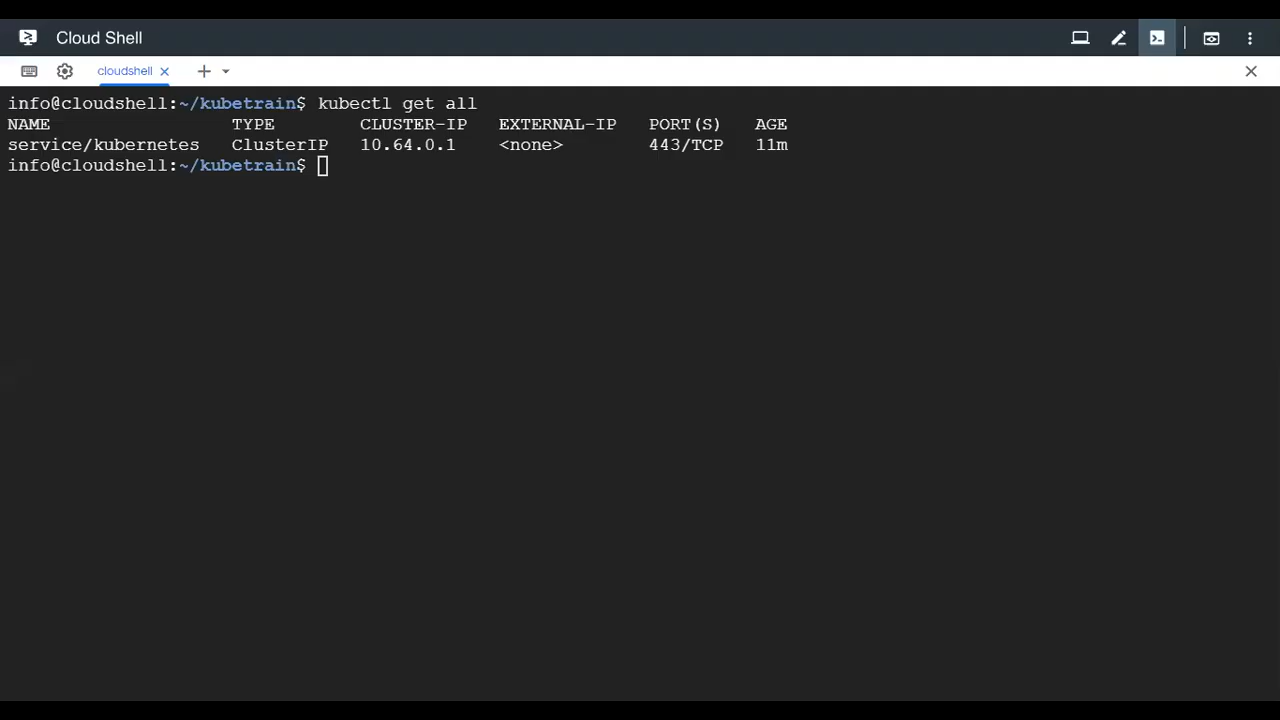 Cloud Shell
cloudshell
info@cloudshell:~/kubetrain$ kubectl get all
NAME TYPE CLUSTER-IP EXTERNAL-IP PORT(S) AGE
service/kubernetes ClusterIP 10.64.0.1 <none> 443/TCP 11m
info@cloudshell:~/kubetrain$